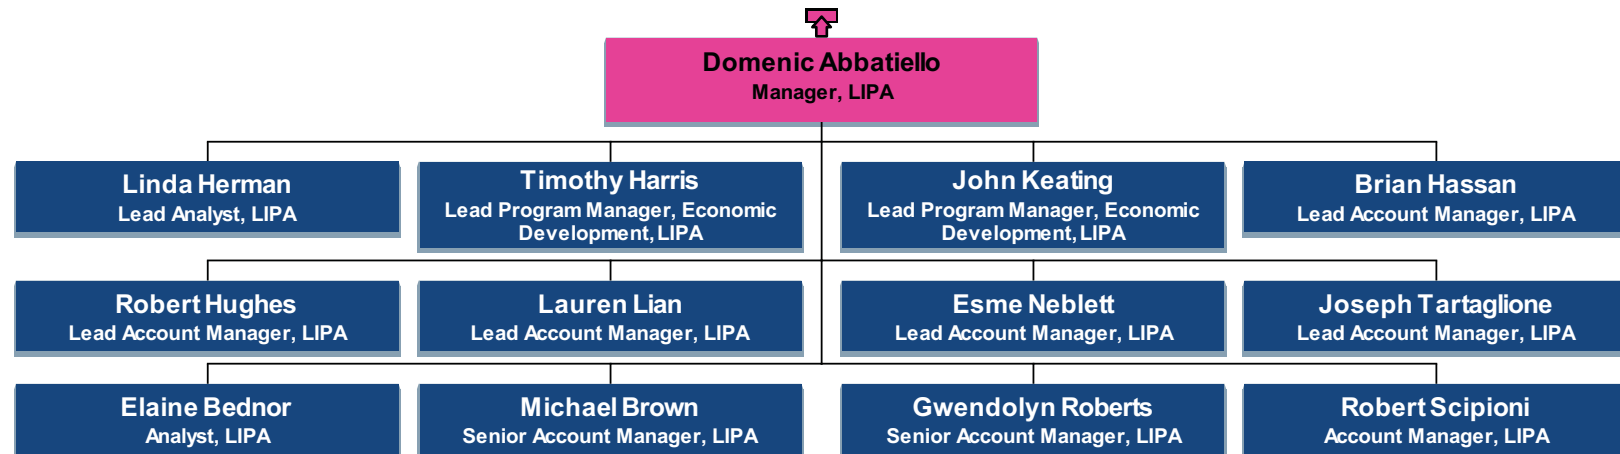 Domenic Abbatiello
Manager, LIPA
Linda Herman
Lead Analyst, LIPA
Timothy Harris
Lead Program Manager, Economic
Development, LIPA
John Keating
Lead Program Manager, Economic
Development, LIPA
Brian Hassan
Lead Account Manager, LIPA
Robert Hughes
Lead Account Manager, LIPA
Lauren Lian
Lead Account Manager, LIPA
Esme Neblett
Lead Account Manager, LIPA
Joseph Tartaglione
Lead Account Manager, LIPA
Elaine Bednor
Analyst, LIPA
Michael Brown
Senior Account Manager, LIPA
Gwendolyn Roberts
Senior Account Manager, LIPA
Robert Scipioni
Account Manager, LIPA